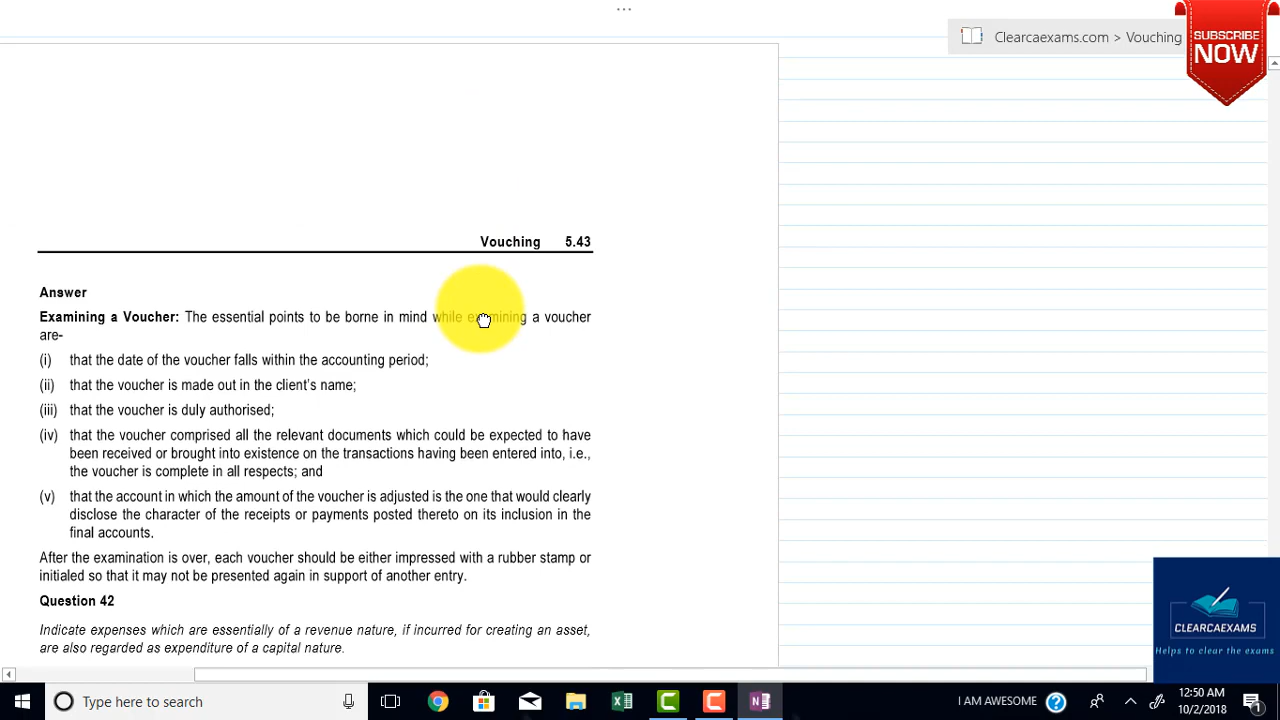 ...
Clearcaexams.com > Vouching
SUBSCRIBE
NOW
Vouching 5.43
Answer
Examining a Voucher: The essential points to be borne in mind while examining a voucher
are-
(i) that the date of the voucher falls within the accounting period;
(ii) that the voucher is made out in the client's name;
(iii) that the voucher is duly authorised;
(iv) that the voucher comprised all the relevant documents which could be expected to have
been received or brought into existence on the transactions having been entered into, i.e.,
the voucher is complete in all respects; and
(v) that the account in which the amount of the voucher is adjusted is the one that would clearly
disclose the character of the receipts or payments posted thereto on its inclusion in the
final accounts.
After the examination is over, each voucher should be either impressed with a rubber stamp or
initialed so that it may not be presented again in support of another entry.
Question 42
Indicate expenses which are essentially of a revenue nature, if incurred for creating an asset,
are also regarded as expenditure of a capital nature.
CLEARCAEXAMS
Helps to clear the exams
Type here to search
I AM AWESOME
12:50 AM
10/2/2018
1